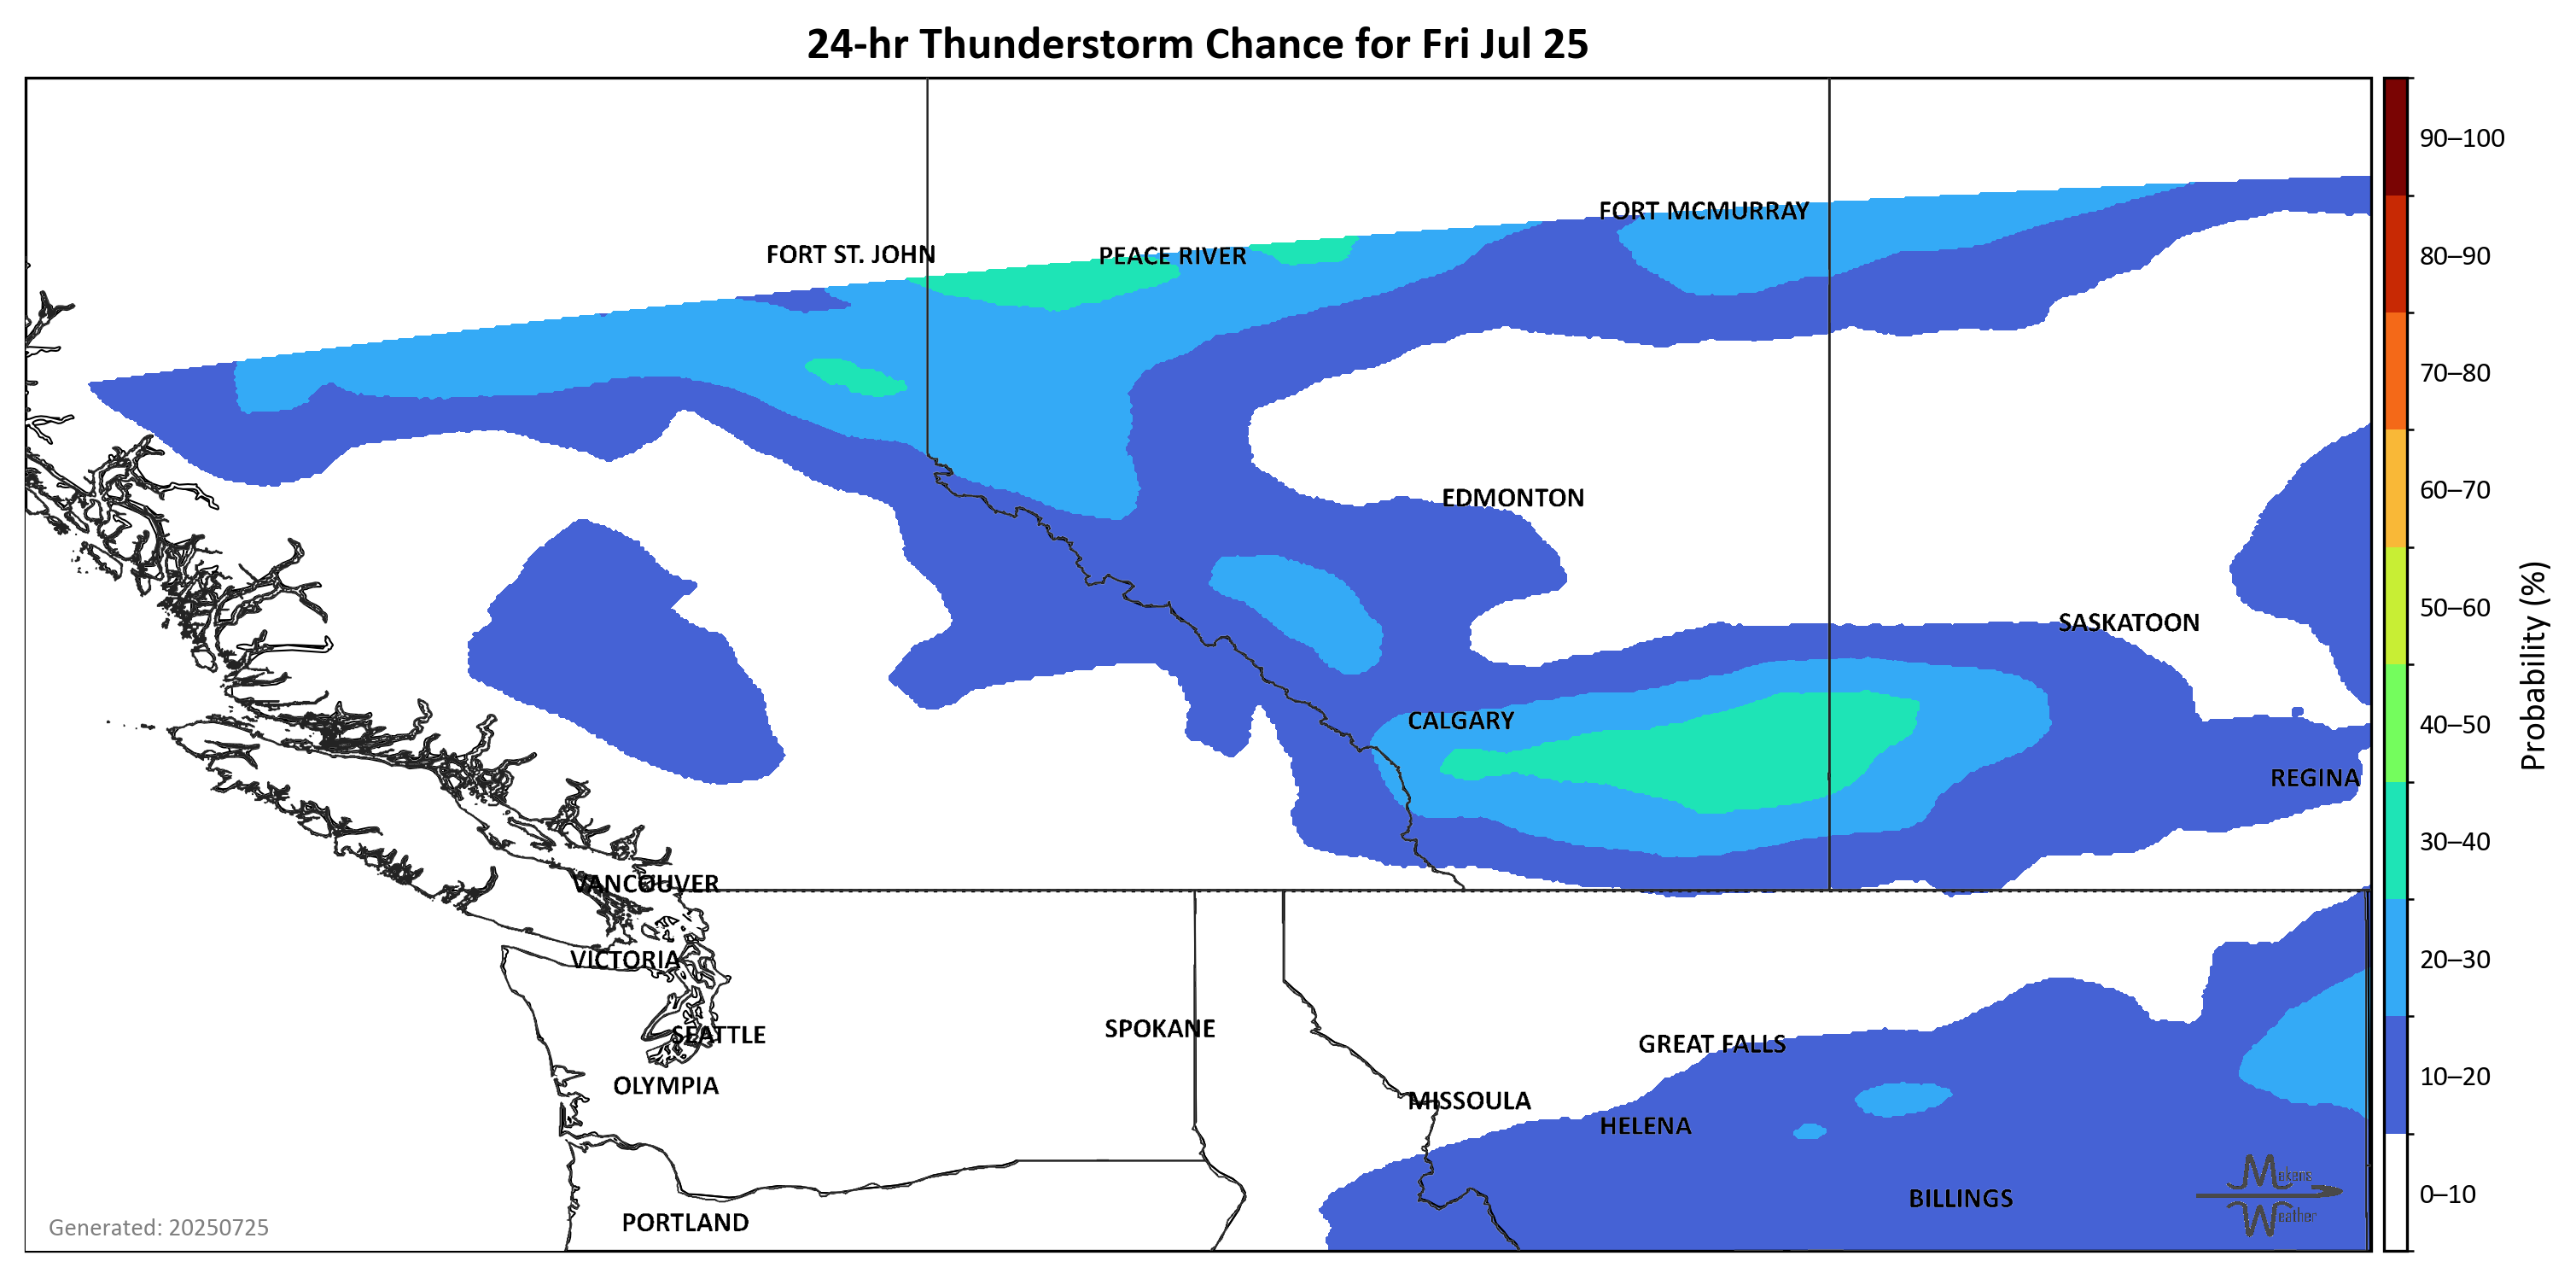 24-hr Thunderstorm Chance for Fri Jul 25
90–100
FORT MCMURRAY
FORT ST. JOHN
PEACE RIVER
80–90
70–80
EDMONTON
60–70
SASKATOON
50–60
CALGARY
40–50
Probability (%)
REGINA
30–40
VANCOUVER
VICTORIA
20–30
SEATTLE
SPOKANE
GREAT FALLS
OLYMPIA
10–20
MISSOULA
HELENA
Mekens
Weather
0–10
BILLINGS
PORTLAND
Generated: 20250725